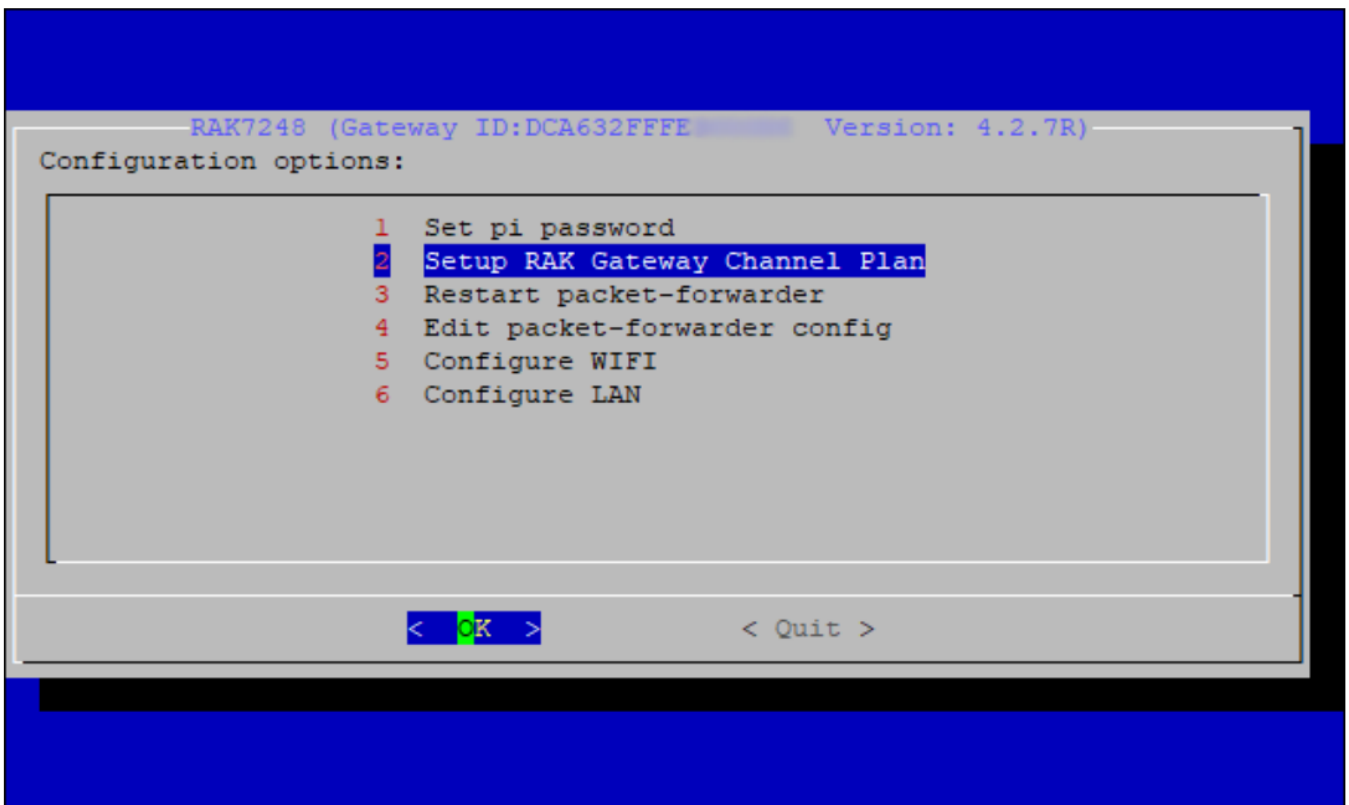 RAK7248 (Gateway ID:DCA632FFFE Version: 4.2.7R)
Configuration options:
1 Set pi password
2 Setup RAK Gateway Channel Plan
3 Restart packet-forwarder
4 Edit packet-forwarder config
5 Configure WIFI
6 Configure LAN
< OK > < Quit >